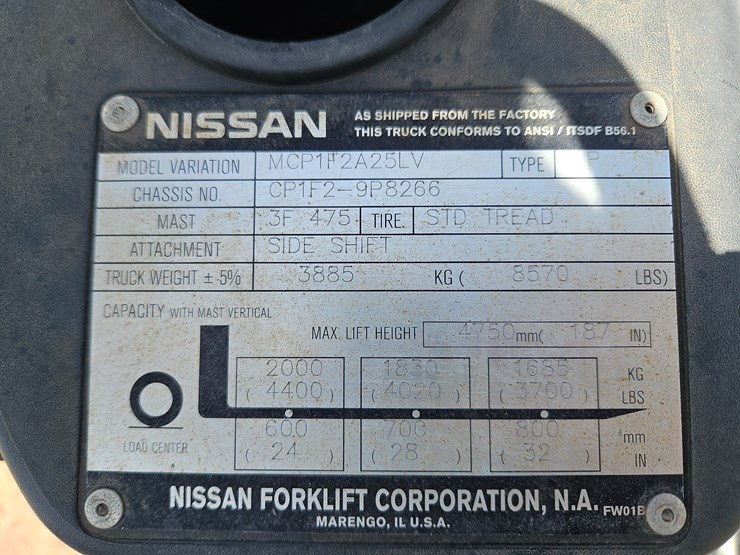 NISSAN AS SHIPPED FROM THE FACTORY
THIS TRUCK CONFORMS TO ANSI / ITSDF B56.1
MODEL VARIATION MCP1F2A25LV TYPE P
CHASSIS NO. CP1F2-9P8266
MAST 3F 475 TIRE STD TREAD
ATTACHMENT SIDE SHIFT
TRUCK WEIGHT ± 5% 3885 KG ( 8570 LBS)
CAPACITY WITH MAST VERTICAL
MAX. LIFT HEIGHT 4750mm( 187 IN)
2000 1830 1685 KG
( 4400 ) ( 4020 ) ( 3700 ) LBS
600 700 800 mm
LOAD CENTER ( 24 ) ( 28 ) ( 32 ) IN
NISSAN FORKLIFT CORPORATION, N.A. FW01B
MARENGO, IL U.S.A.